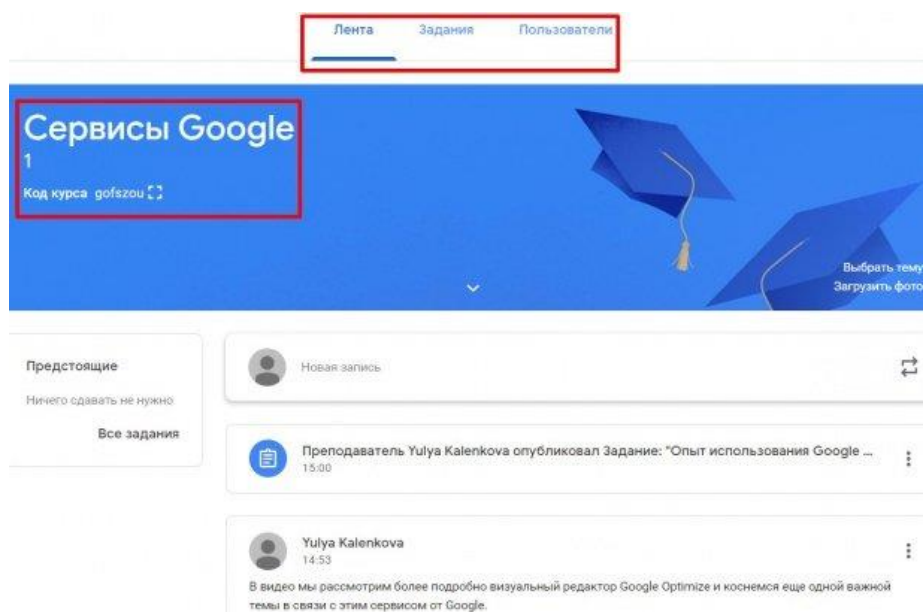 Лента Задания Пользователи
Сервисы Google
1
Код курса gofszou
Выбрать тему
Загрузить фото
Предстоящие
Ничего сдавать не нужно
Все задания
Новая запись
Преподаватель Yulya Kalenkova опубликовал Задание: "Опыт использования Google ...
15:00
Yulya Kalenkova
14:53
В видео мы рассмотрим более подробно визуальный редактор Google Optimize и коснемся еще одной важной
темы в связи с этим сервисом от Google.